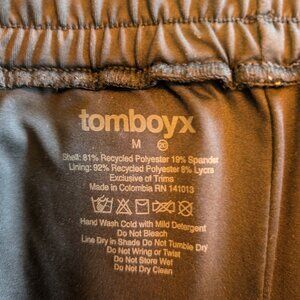 tomboyx
M 20
Shell: 81% Recycled Polyester 19% Spandex
Lining: 92% Recycled Polyester 8% Lycra
Exclusive of Trims
Made in Colombia RN 141013
Hand Wash Cold with Mild Detergent
Do Not Bleach
Line Dry in Shade Do Not Tumble Dry
Do Not Wring or Twist
Do Not Store Wet
Do Not Dry Clean